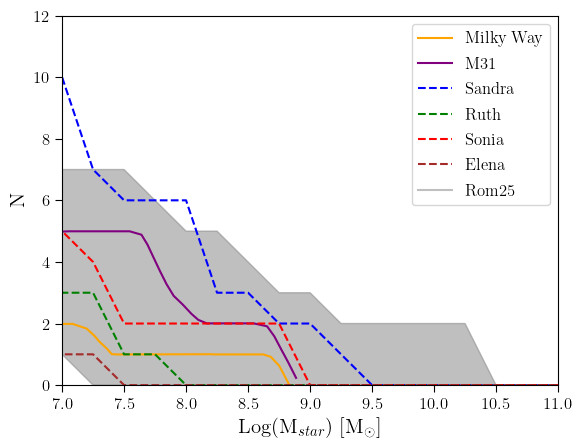 12
10
8
6
4
2
0
N
7.0 7.5 8.0 8.5 9.0 9.5 10.0 10.5 11.0
Log(M$_{star}$) [M$_{\odot}$]
Milky Way
M31
Sandra
Ruth
Sonia
Elena
Rom25